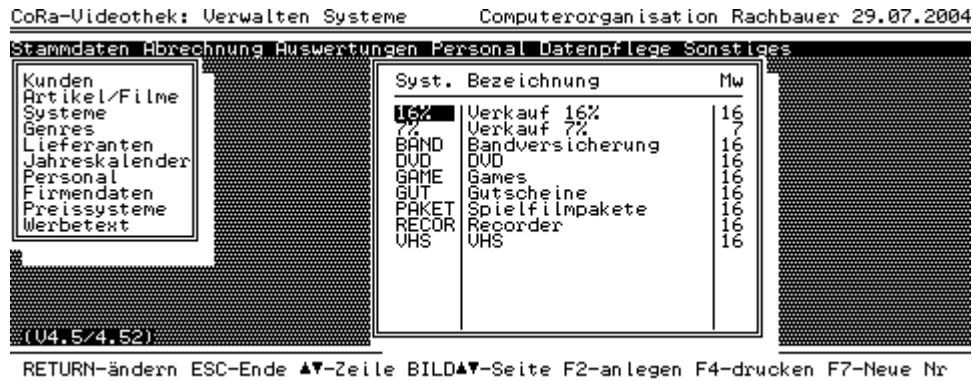 CoRa-Videothek: Verwalten Systeme Computerorganisation Rachbauer 29.07.2004
Stammdaten Abrechnung Auswertungen Personal Datenpflege Sonstiges
Kunden
Artikel/Filme
Systeme
Genres
Lieferanten
Jahreskalender
Personal
Firmendaten
Preissysteme
Werbetext
Syst. Bezeichnung Mw
16% Verkauf 16% 16
7% Verkauf 7% 7
BAND Bandversicherung 16
DVD DVD 16
GAME Games 16
GUT Gutscheine 16
PAKET Spielfilmpakete 16
RECOR Recorder 16
VHS VHS 16
(V4.5/4.52)
RETURN-ändern ESC-Ende ▲▼-Zeile BILD▲▼-Seite F2-anlegen F4-drucken F7-Neue Nr